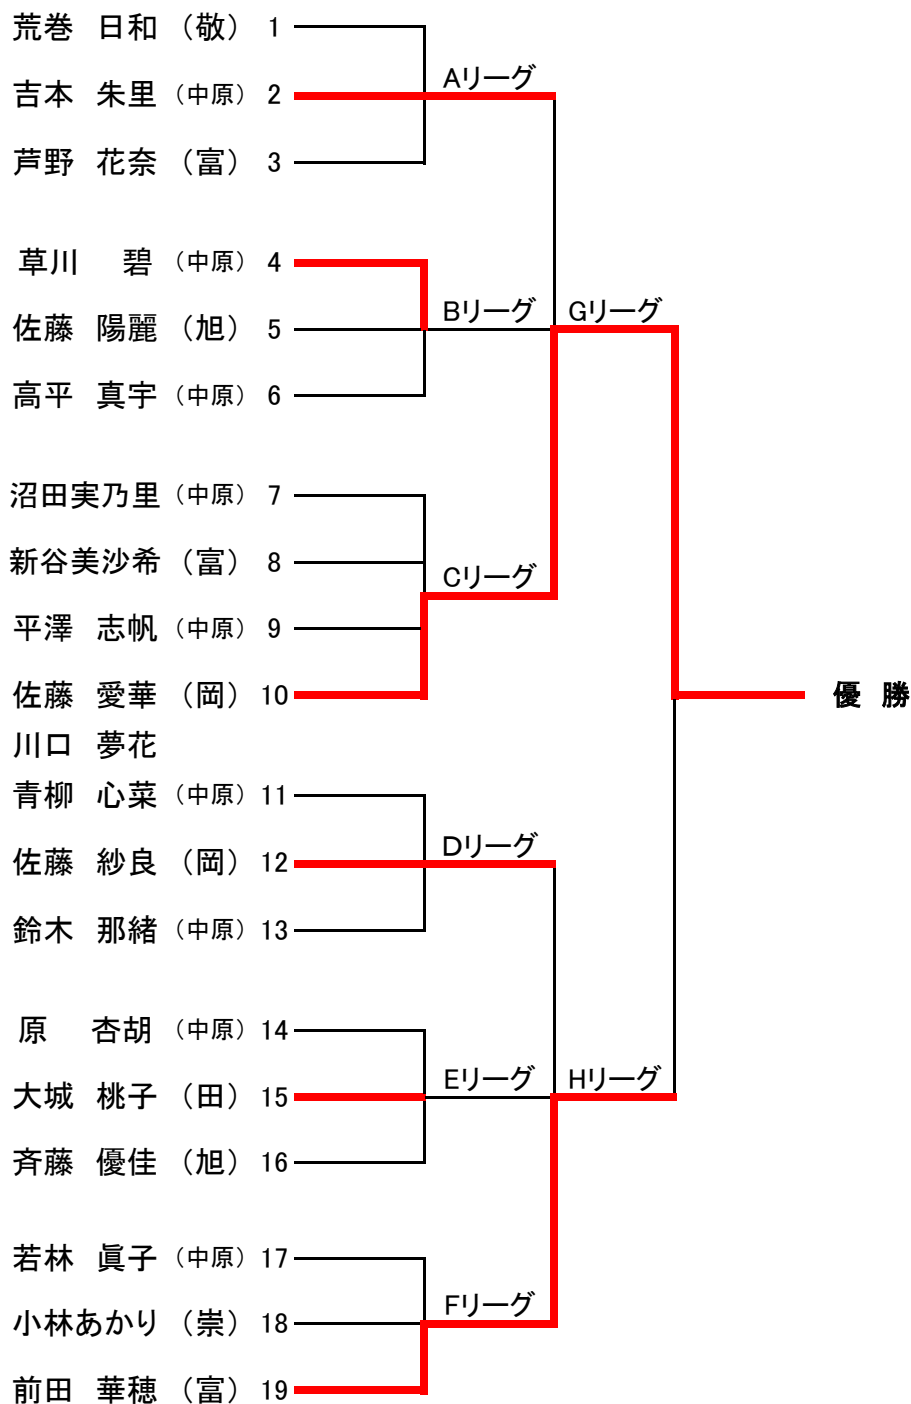 荒巻 日和 (敬) 1
Aリーグ
吉本 朱里 (中原) 2
芦野 花奈 (富) 3
草川 碧 (中原) 4
Bリーグ Gリーグ
佐藤 陽麗 (旭) 5
高平 真宇 (中原) 6
沼田実乃里 (中原) 7
新谷美沙希 (富) 8
Cリーグ
平澤 志帆 (中原) 9
佐藤 愛華 (岡) 10
優 勝
川口 夢花
青柳 心菜 (中原) 11
Dリーグ
佐藤 紗良 (岡) 12
鈴木 那緒 (中原) 13
原 杏胡 (中原) 14
Eリーグ Hリーグ
大城 桃子 (田) 15
斉藤 優佳 (旭) 16
若林 眞子 (中原) 17
Fリーグ
小林あかり (崇) 18
前田 華穂 (富) 19